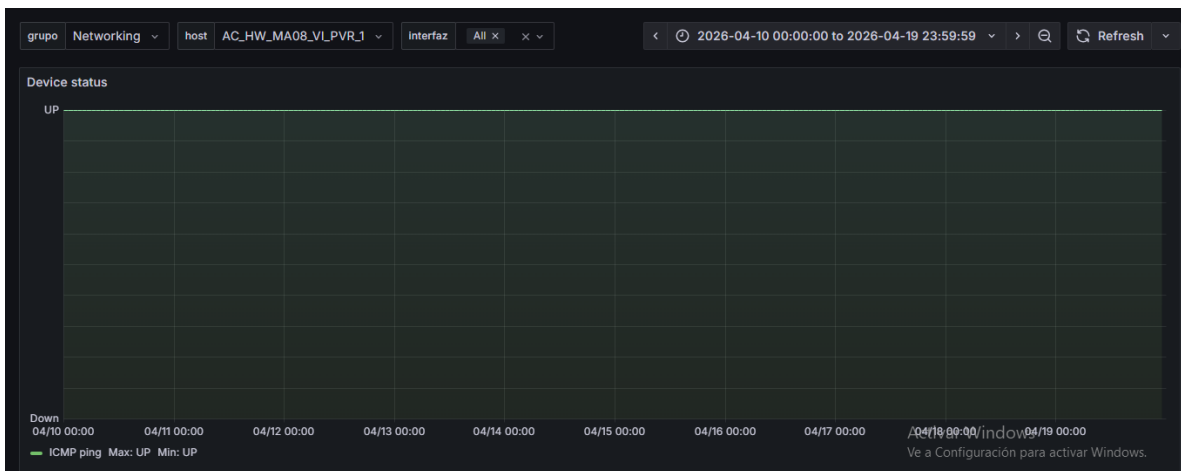 grupo Networking host AC_HW_MA08_VI_PVR_1 interfaz All × × 2026-04-10 00:00:00 to 2026-04-19 23:59:59 Refresh
Device status
UP
Down
04/10 00:00 04/11 00:00 04/12 00:00 04/13 00:00 04/14 00:00 04/15 00:00 04/16 00:00 04/17 00:00 04/18 00:00 04/19 00:00
Activar Windows
ICMP ping Max: UP Min: UP
Ve a Configuración para activar Windows.